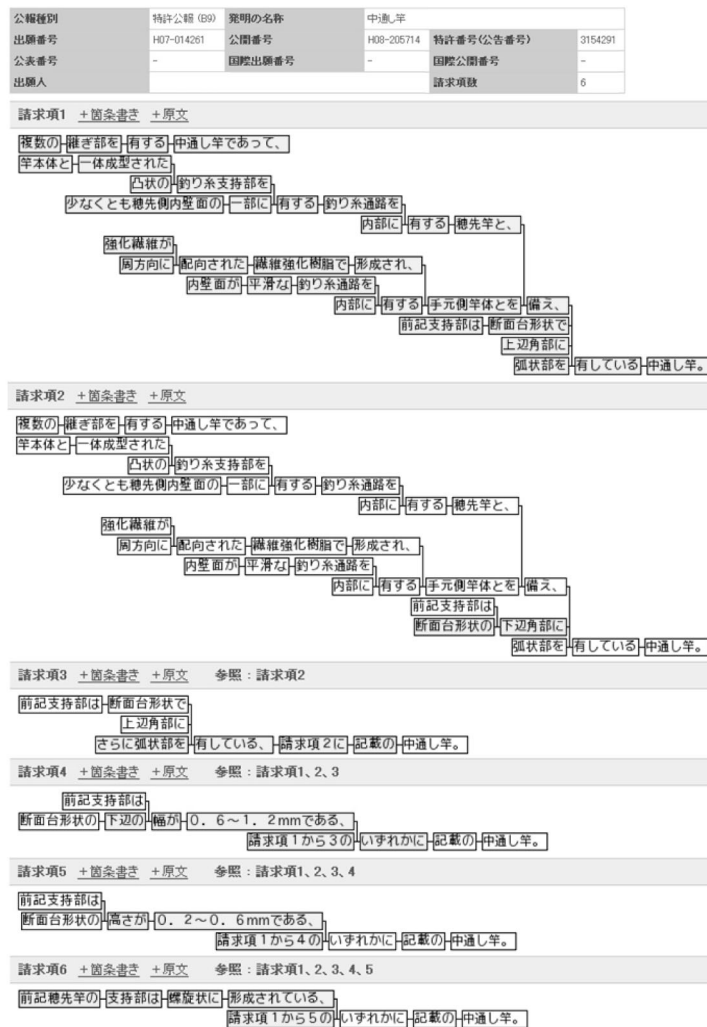 公報種別 特許公報 (B9) 発明の名称 中通し竿
出願番号 H07-014261 公開番号 H08-205714 特許番号(公告番号) 3154291
公表番号 - 国際出願番号 - 国際公開番号 -
出願人 請求項数 6
請求項1 +箇条書き +原文
複数の 継ぎ部を 有する 中通し竿であって、
竿本体と 一体成型された
凸状の 釣り糸支持部を
少なくとも穂先側内壁面の 一部に 有する 釣り糸通路を
内部に 有する 穂先竿と、
強化繊維が
周方向に 配向された 繊維強化樹脂で 形成され、
内壁面が 平滑な 釣り糸通路を
内部に 有する 手元側竿体とを 備え、
前記支持部は 断面台形状で
上辺角部に
弧状部を 有している 中通し竿。
請求項2 +箇条書き +原文
複数の 継ぎ部を 有する 中通し竿であって、
竿本体と 一体成型された
凸状の 釣り糸支持部を
少なくとも穂先側内壁面の 一部に 有する 釣り糸通路を
内部に 有する 穂先竿と、
強化繊維が
周方向に 配向された 繊維強化樹脂で 形成され、
内壁面が 平滑な 釣り糸通路を
内部に 有する 手元側竿体とを 備え、
前記支持部は
断面台形状の 下辺角部に
弧状部を 有している 中通し竿。
請求項3 +箇条書き +原文 参照:請求項2
前記支持部は 断面台形状で
上辺角部に
さらに弧状部を 有している、 請求項2に 記載の 中通し竿。
請求項4 +箇条書き +原文 参照:請求項1、2、3
前記支持部は
断面台形状の 下辺の 幅が 0.6~1.2mmである、
請求項1から3の いずれかに 記載の 中通し竿。
請求項5 +箇条書き +原文 参照:請求項1、2、3、4
前記支持部は
断面台形状の 高さが 0.2~0.6mmである、
請求項1から4の いずれかに 記載の 中通し竿。
請求項6 +箇条書き +原文 参照:請求項1、2、3、4、5
前記穂先竿の 支持部は 螺旋状に 形成されている、
請求項1から5の いずれかに 記載の 中通し竿。